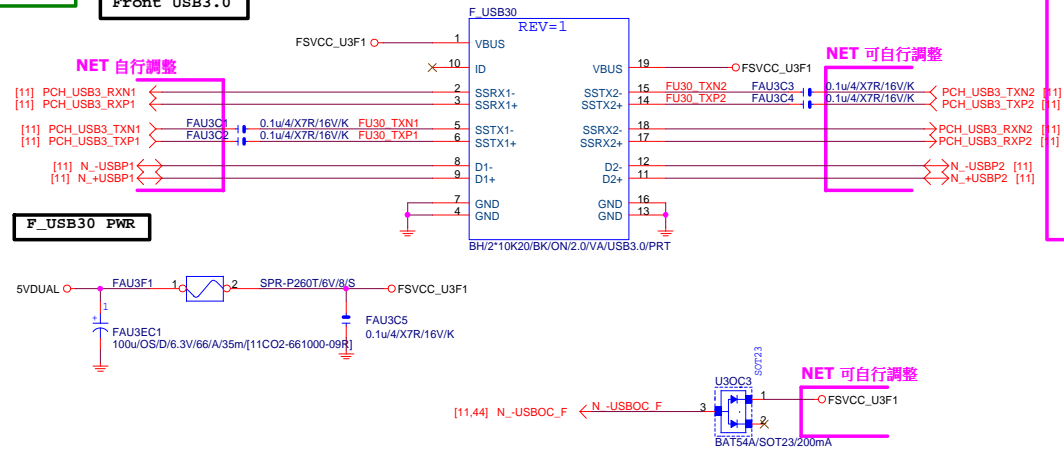 Front USB3.0
F_USB30
REV=1
FSVCC_U3F1
1
VBUS
10
ID
VBUS
19
FSVCC_U3F1
NET 自行調整
NET 可自行調整
[11] PCH_USB3_RXN1
2
SSRX1-
SSTX2-
15
FU30_TXN2
FAU3C3
0.1u/4/X7R/16V/K
PCH_USB3_TXN2 [11]
[11] PCH_USB3_RXP1
3
SSRX1+
SSTX2+
14
FU30_TXP2
FAU3C4
0.1u/4/X7R/16V/K
PCH_USB3_TXP2 [11]
[11] PCH_USB3_TXN1
FAU3C1
0.1u/4/X7R/16V/K
FU30_TXN1
5
SSTX1-
SSRX2-
18
PCH_USB3_RXN2 [11]
[11] PCH_USB3_TXP1
FAU3C2
0.1u/4/X7R/16V/K
FU30_TXP1
6
SSTX1+
SSRX2+
17
PCH_USB3_RXP2 [11]
[11] N_-USBP1
8
D1-
D2-
12
N_-USBP2 [11]
[11] N_+USBP1
9
D1+
D2+
11
N_+USBP2 [11]
7
GND
GND
16
4
GND
GND
13
BH/2*10K20/BK/ON/2.0/VA/USB3.0/PRT
F_USB30 PWR
5VDUAL
FAU3F1
1
2
SPR-P260T/6V/8/S
FSVCC_U3F1
+
1
FAU3EC1
100u/OS/D/6.3V/66/A/35m/[11CO2-661000-09R]
FAU3C5
0.1u/4/X7R/16V/K
SOT23
U3OC3
NET 可自行調整
[11,44] N_-USBOC_F
N_-USBOC_F
3
1
FSVCC_U3F1
2
BAT54A/SOT23/200mA